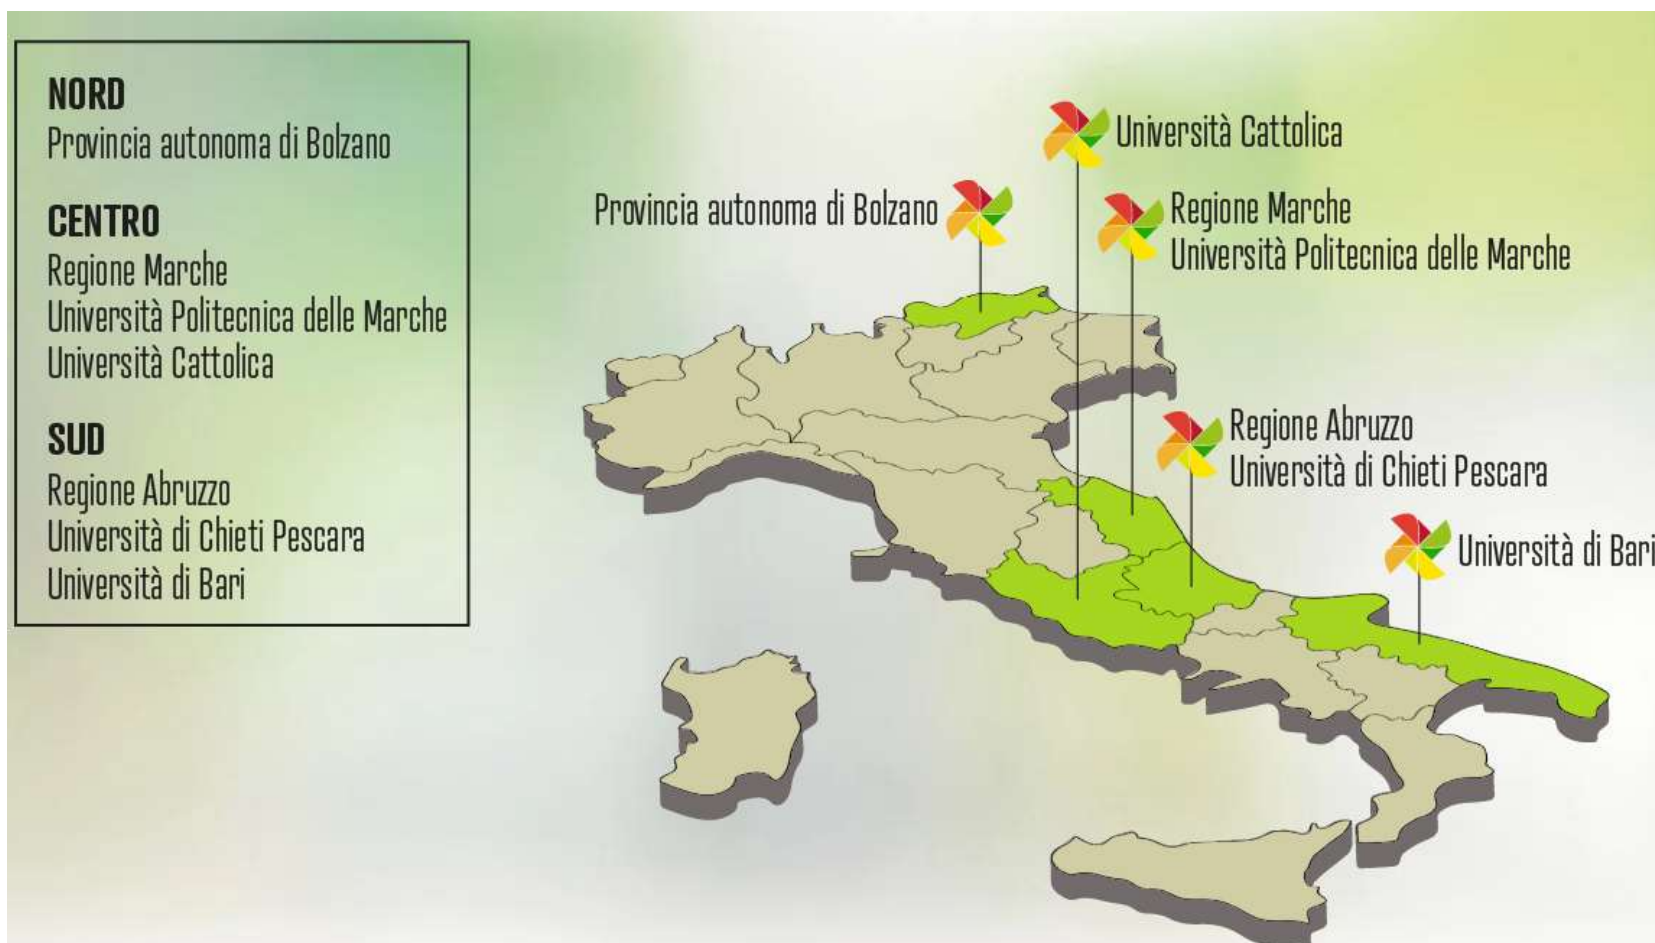 NORD
Provincia autonoma di Bolzano
CENTRO
Regione Marche
Università Politecnica delle Marche
Università Cattolica
SUD
Regione Abruzzo
Università di Chieti Pescara
Università di Bari
Università Cattolica
Provincia autonoma di Bolzano
Regione Marche
Università Politecnica delle Marche
Regione Abruzzo
Università di Chieti Pescara
Università di Bari